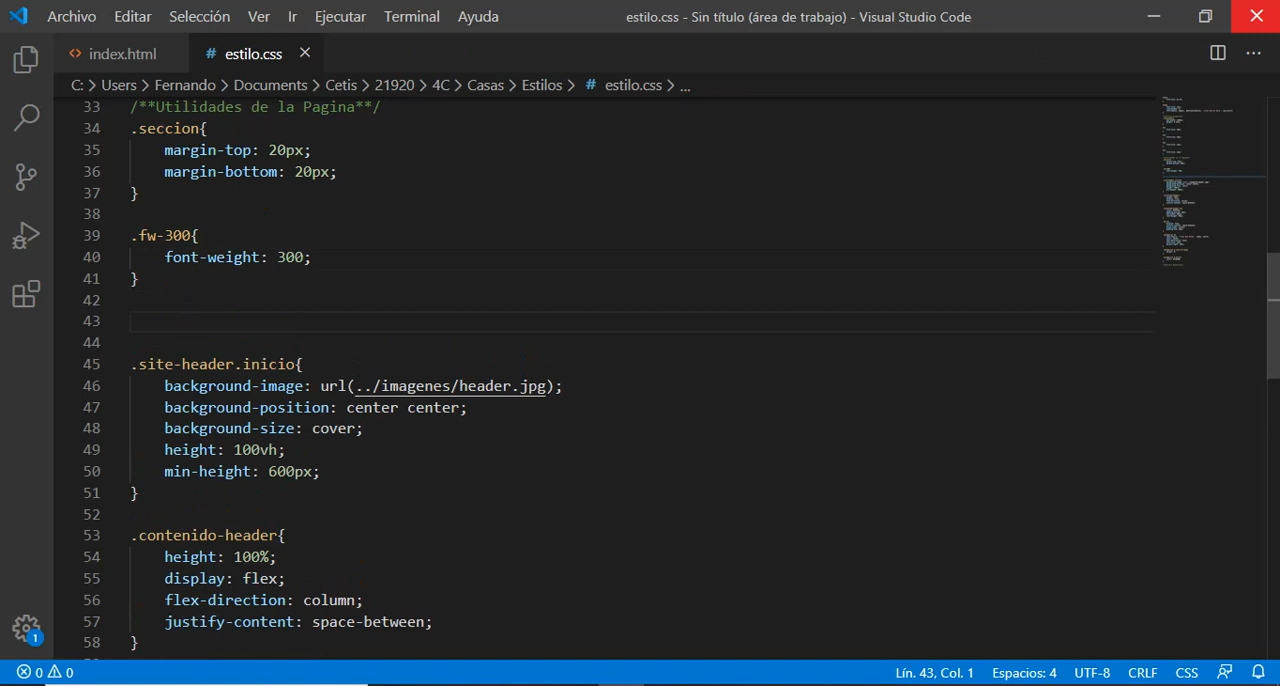 Archivo Editar Selección Ver Ir Ejecutar Terminal Ayuda estilo.css - Sin título (área de trabajo) - Visual Studio Code
index.html # estilo.css
C: > Users > Fernando > Documents > Cetis > 21920 > 4C > Casas > Estilos > # estilo.css > ...
33 /**Utilidades de la Pagina**/
34 .seccion{
35 margin-top: 20px;
36 margin-bottom: 20px;
37 }
38
39 .fw-300{
40 font-weight: 300;
41 }
42
43
44
45 .site-header.inicio{
46 background-image: url(../imagenes/header.jpg);
47 background-position: center center;
48 background-size: cover;
49 height: 100vh;
50 min-height: 600px;
51 }
52
53 .contenido-header{
54 height: 100%;
55 display: flex;
56 flex-direction: column;
57 justify-content: space-between;
58 }
1 0 0 Lín. 43, Col. 1 Espacios: 4 UTF-8 CRLF CSS